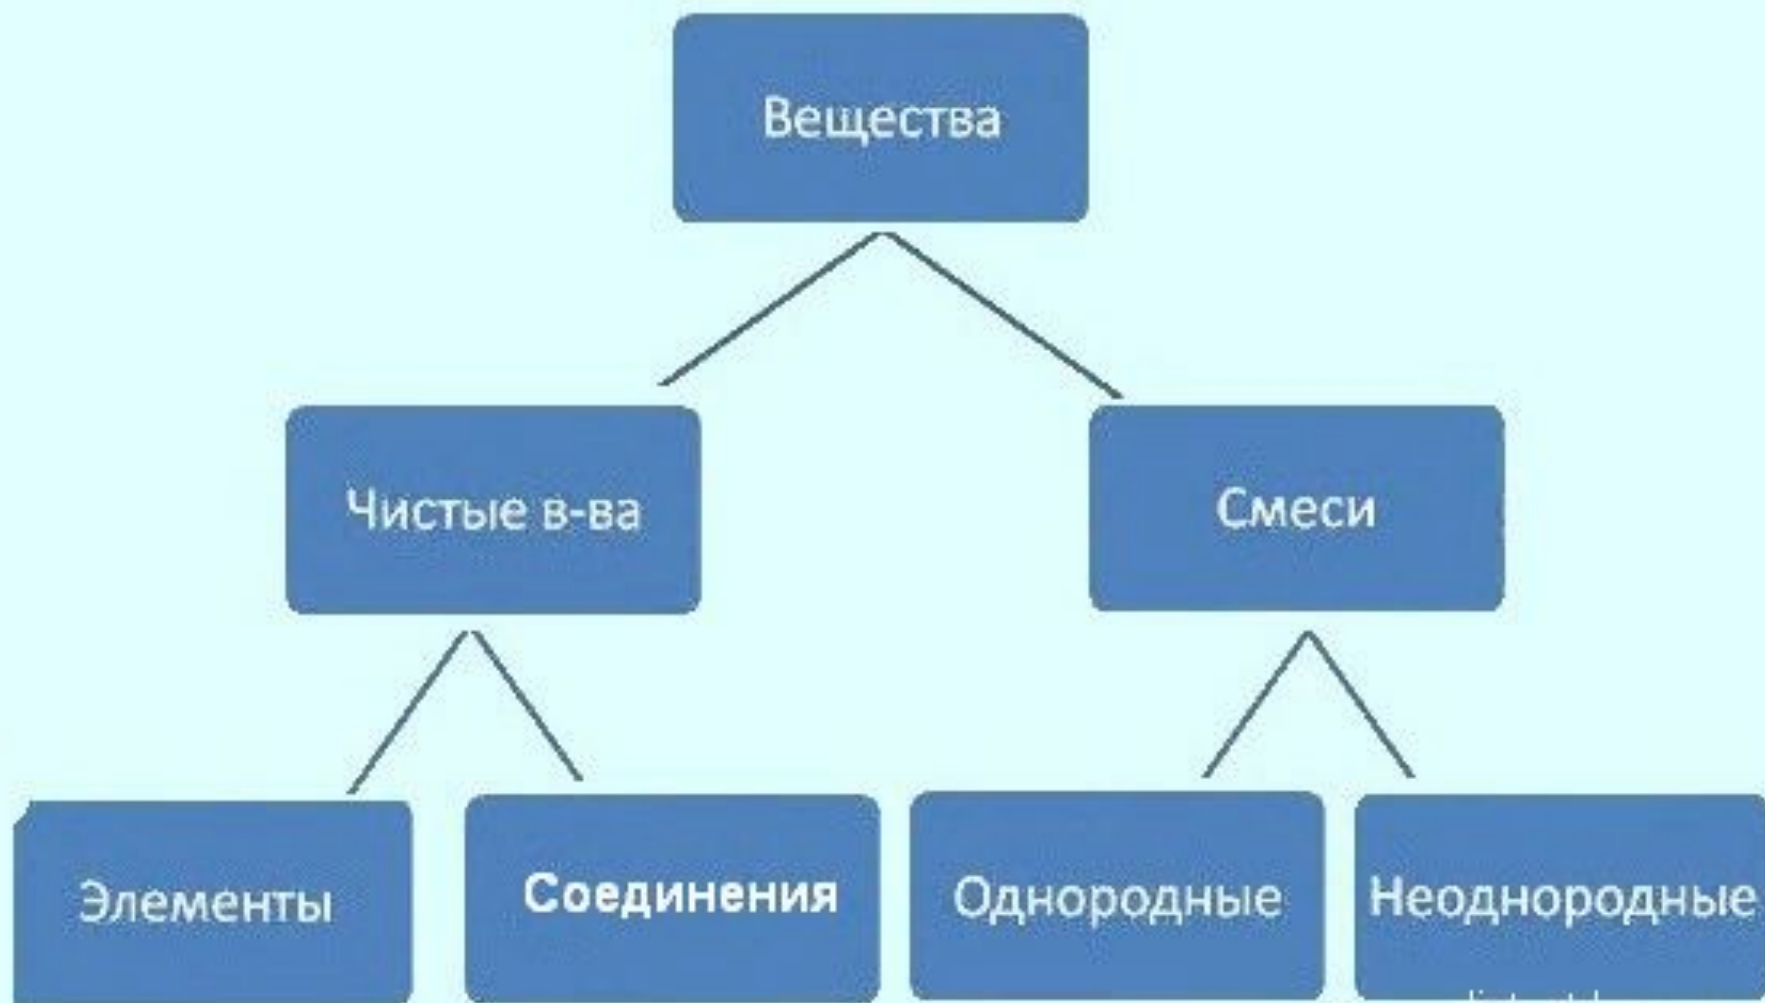 Вещества
Чистые в-ва
Смеси
Элементы
Соединения
Однородные
Неоднородные